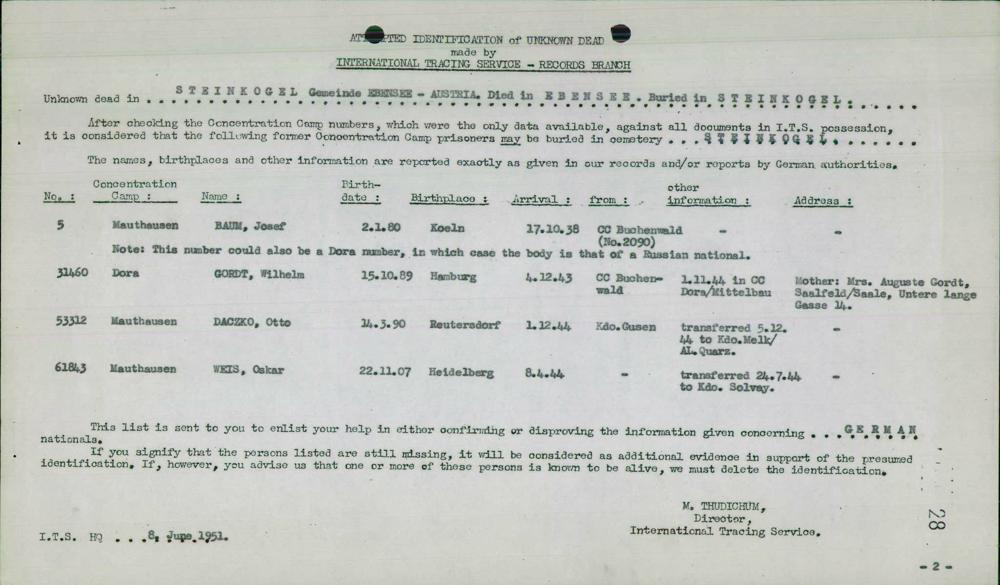 ATTEMPTED IDENTIFICATION of UNKNOWN DEAD
made by
INTERNATIONAL TRACING SERVICE - RECORDS BRANCH
Unknown dead in . . . STEINKOGEL Gemeinde EBENSEE - AUSTRIA. Died in EBENSEE. Buried in STEINKOGEL.
After checking the Concentration Camp numbers, which were the only data available, against all documents in I.T.S. possession,
it is considered that the following former Concentration Camp prisoners may be buried in cemetery . . . STEINKOGEL.
The names, birthplaces and other information are reported exactly as given in our records and/or reports by German authorities.
No. : Concentration Camp : Name : Birth-date : Birthplace : Arrival : from : other information : Address :
5 Mauthausen BAUM, Josef 2.1.80 Koeln 17.10.38 CC Buchenwald - -
(No.2090)
Note: This number could also be a Dora number, in which case the body is that of a Russian national.
31460 Dora GORDT, Wilhelm 15.10.89 Hamburg 4.12.43 CC Buchen- 1.11.44 in CC Mother: Mrs. Auguste Gordt,
wald Dora/Mittelbau Saalfeld/Saale, Untere lange
Gasse 14.
53312 Mauthausen DACZKO, Otto 14.3.90 Reutersdorf 1.12.44 Kdo.Gusen transferred 5.12. -
44 to Kdo.Melk/
AL.Quarz.
61843 Mauthausen WEIS, Oskar 22.11.07 Heidelberg 8.4.44 - transferred 24.7.44 -
to Kdo. Solvay.
This list is sent to you to enlist your help in either confirming or disproving the information given concerning . . . GERMAN
nationals.
If you signify that the persons listed are still missing, it will be considered as additional evidence in support of the presumed
identification. If, however, you advise us that one or more of these persons is known to be alive, we must delete the identification.
M. THUDICHUM,
Director,
International Tracing Service.
I.T.S. HQ . . . 8, June 1951.
28
- 2 -